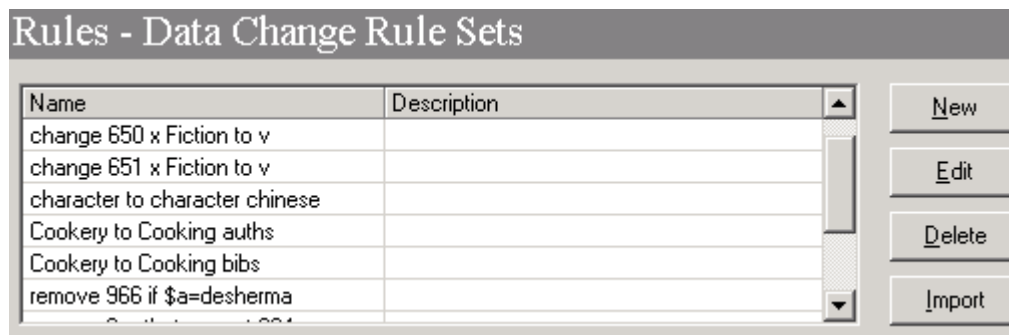 Rules - Data Change Rule Sets
Name Description
New
change 650 x Fiction to v
change 651 x Fiction to v
Edit
character to character chinese
Cookery to Cooking auths
Delete
Cookery to Cooking bibs
remove 966 if $a=desherma
Import